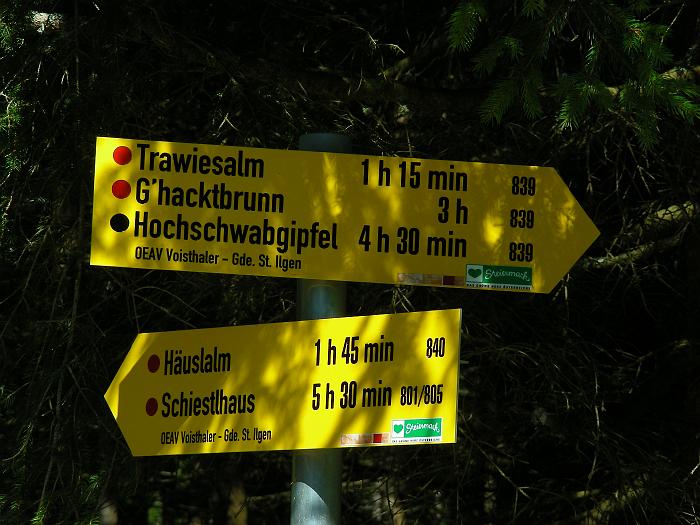 Trawiesalm 1 h 15 min 839
G'hacktbrunn 3 h 839
Hochschwabgipfel 4 h 30 min 839
OEAV Voisthaler - Gde. St. Ilgen
Steiermark
Häuslalm 1 h 45 min 840
Schiestlhaus 5 h 30 min 801/805
OEAV Voisthaler - Gde. St. Ilgen
Steiermark